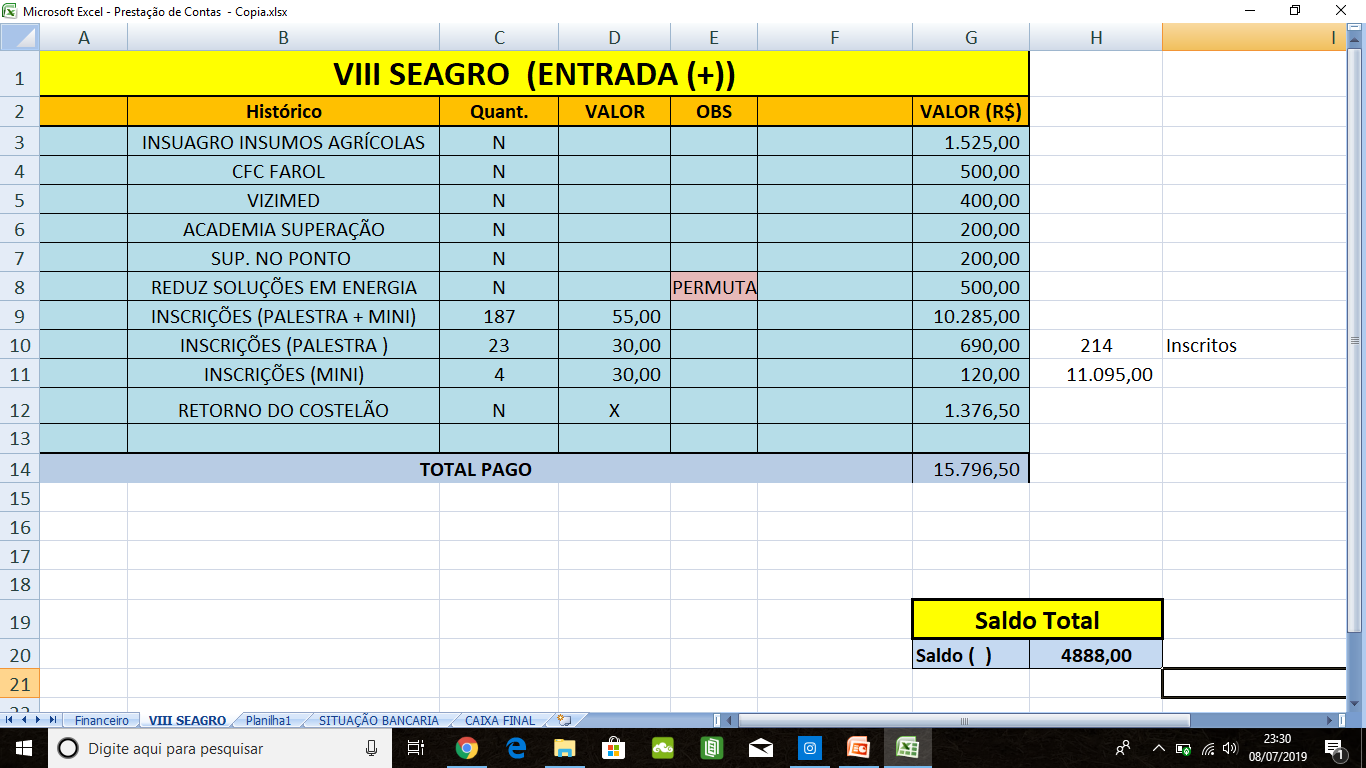 Microsoft Excel - Prestação de Contas - Copia.xlsx
A B C D E F G H I
1 VIII SEAGRO (ENTRADA (+))
2 Histórico Quant. VALOR OBS VALOR (R$)
3 INSUAGRO INSUMOS AGRÍCOLAS N 1.525,00
4 CFC FAROL N 500,00
5 VIZIMED N 400,00
6 ACADEMIA SUPERAÇÃO N 200,00
7 SUP. NO PONTO N 200,00
8 REDUZ SOLUÇÕES EM ENERGIA N PERMUTA 500,00
9 INSCRIÇÕES (PALESTRA + MINI) 187 55,00 10.285,00
10 INSCRIÇÕES (PALESTRA ) 23 30,00 690,00 214 Inscritos
11 INSCRIÇÕES (MINI) 4 30,00 120,00 11.095,00
12 RETORNO DO COSTELÃO N X 1.376,50
13
14 TOTAL PAGO 15.796,50
15
16
17
18
19 Saldo Total
20 Saldo ( ) 4888,00
21
22
Financeiro VIII SEAGRO Planilha1 SITUAÇÃO BANCARIA CAIXA FINAL
Digite aqui para pesquisar 23:30
08/07/2019 1